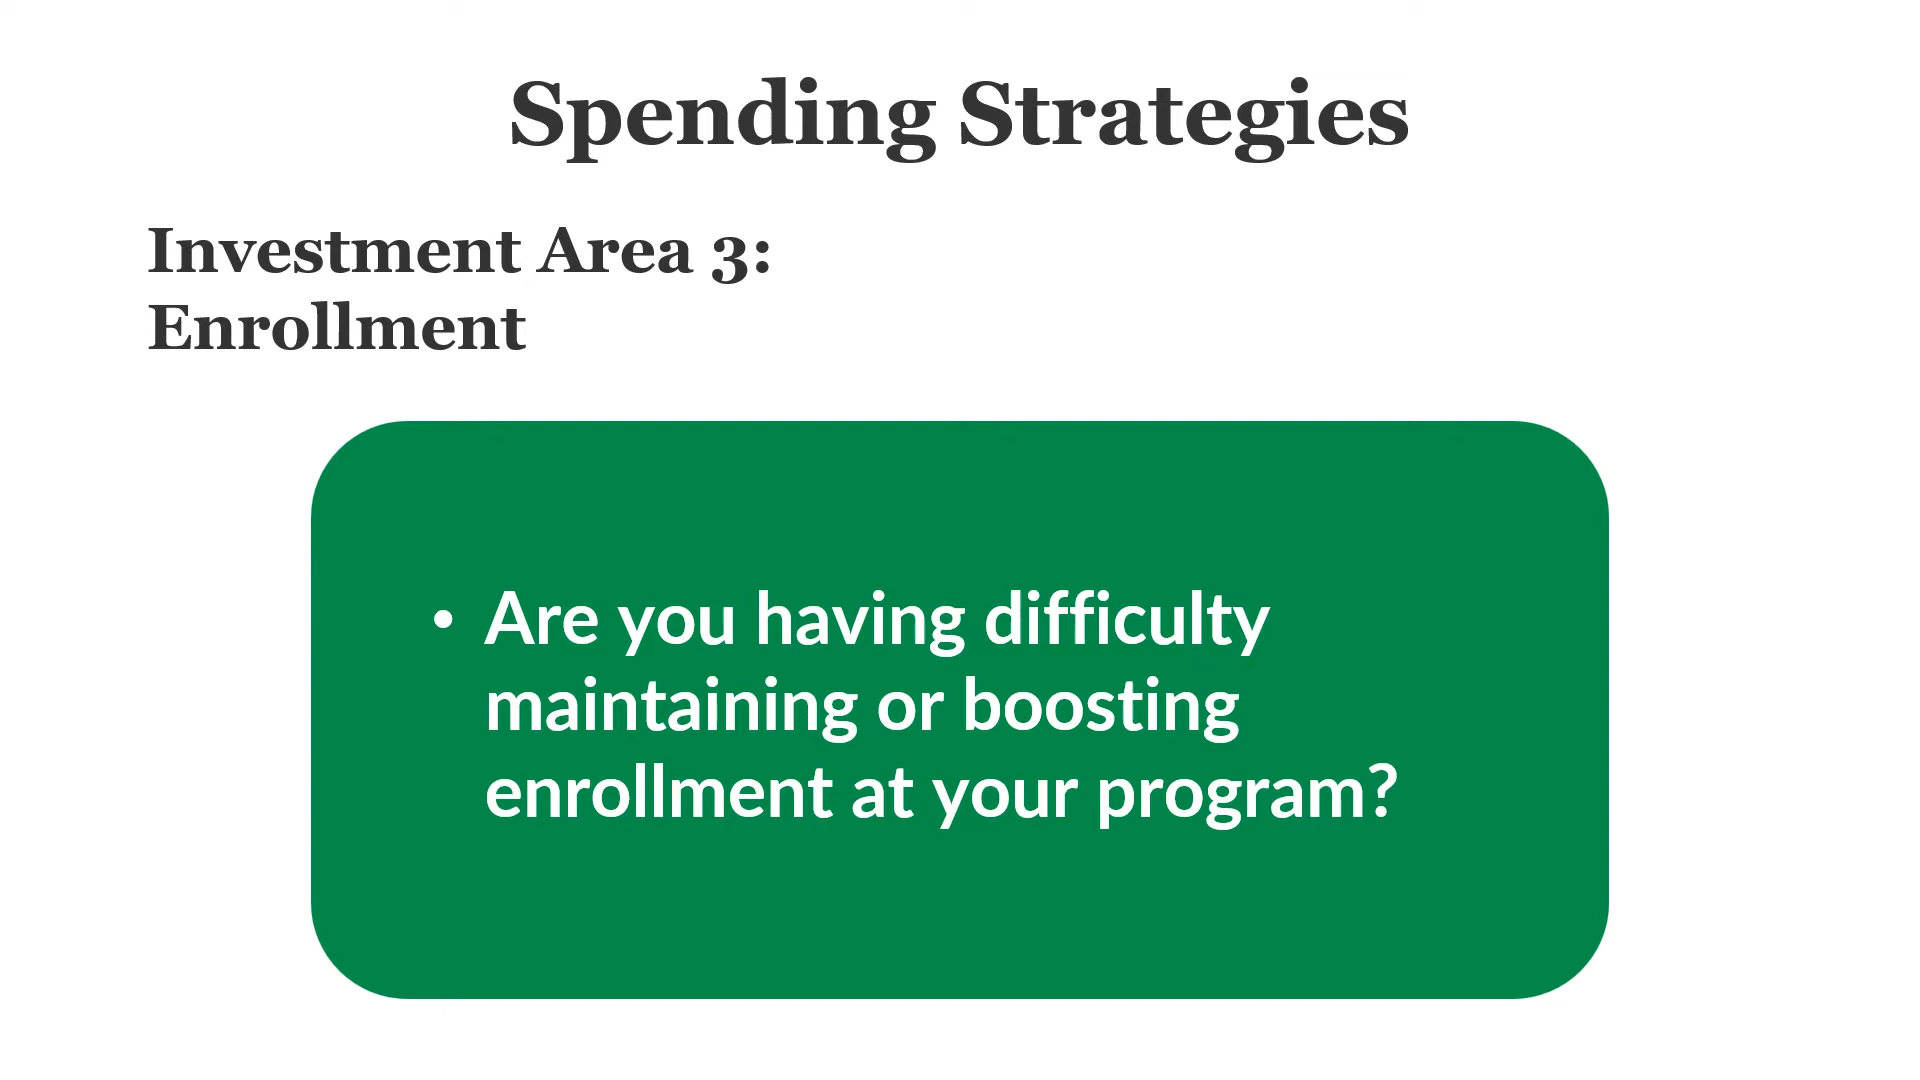 Spending Strategies
Investment Area 3:
Enrollment
• Are you having difficulty
maintaining or boosting
enrollment at your program?